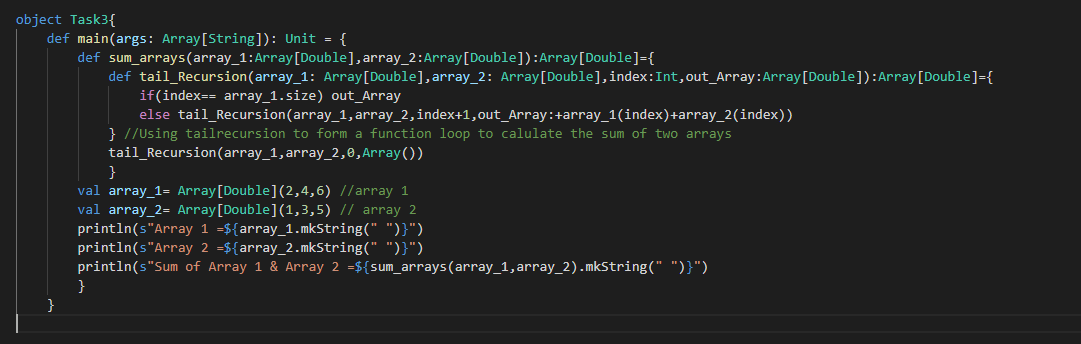 object Task3{
    def main(args: Array[String]): Unit = {
        def sum_arrays(array_1:Array[Double],array_2:Array[Double]):Array[Double]={
            def tail_Recursion(array_1: Array[Double],array_2: Array[Double],index:Int,out_Array:Array[Double]):Array[Double]={
                if(index== array_1.size) out_Array
                else tail_Recursion(array_1,array_2,index+1,out_Array:+array_1(index)+array_2(index))
            } //Using tailrecursion to form a function loop to calulate the sum of two arrays
            tail_Recursion(array_1,array_2,0,Array())
            }
        val array_1= Array[Double](2,4,6) //array 1
        val array_2= Array[Double](1,3,5) // array 2
        println(s"Array 1 =${array_1.mkString(" ")}")
        println(s"Array 2 =${array_2.mkString(" ")}")
        println(s"Sum of Array 1 & Array 2 =${sum_arrays(array_1,array_2).mkString(" ")}")
        }
    }